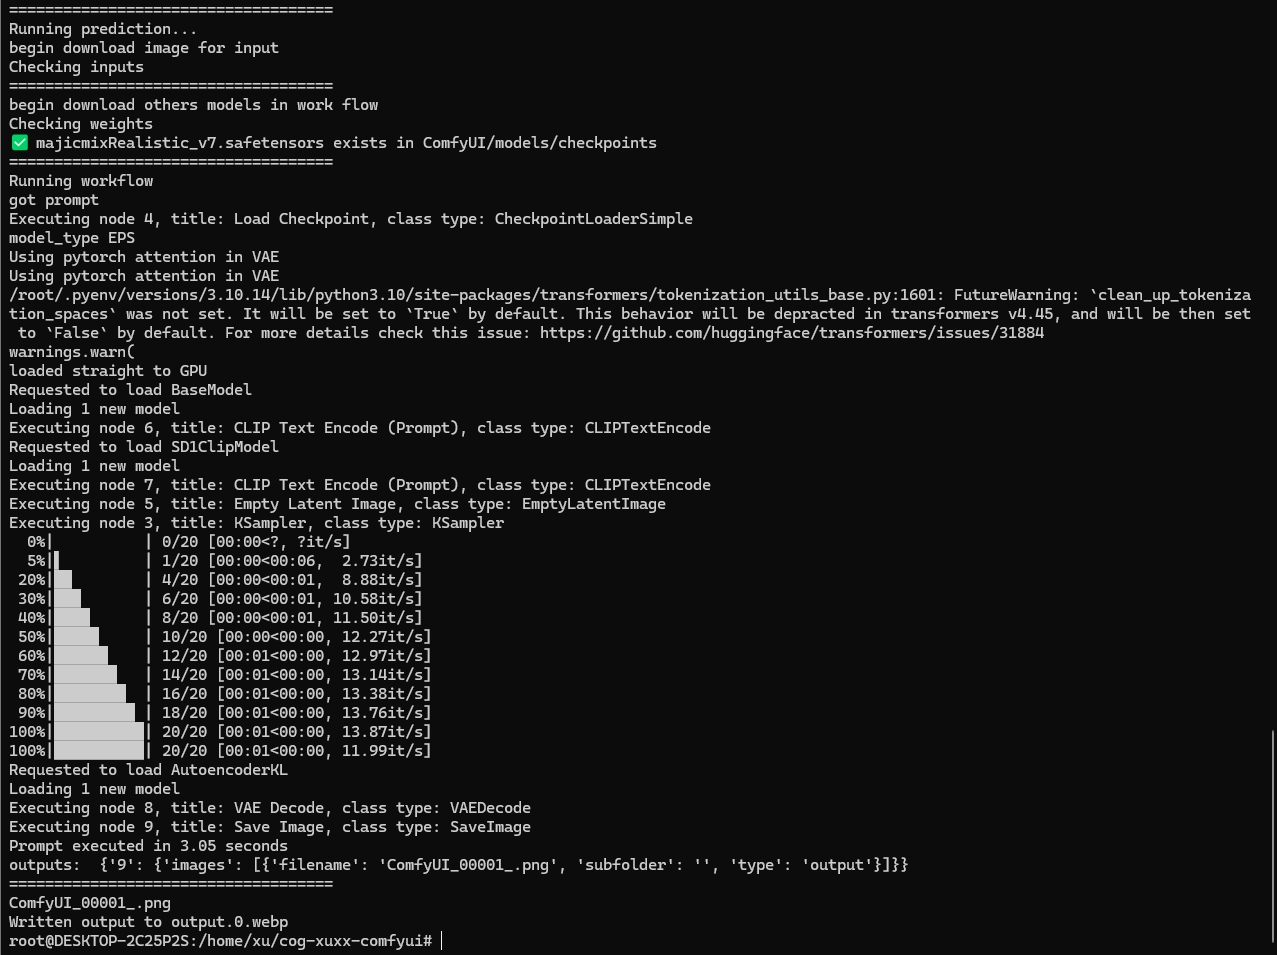 ====================================
Running prediction...
begin download image for input
Checking inputs
====================================
begin download others models in work flow
Checking weights
✅ majicmixRealistic_v7.safetensors exists in ComfyUI/models/checkpoints
====================================
Running workflow
got prompt
Executing node 4, title: Load Checkpoint, class type: CheckpointLoaderSimple
model_type EPS
Using pytorch attention in VAE
Using pytorch attention in VAE
/root/.pyenv/versions/3.10.14/lib/python3.10/site-packages/transformers/tokenization_utils_base.py:1601: FutureWarning: `clean_up_tokeniza
tion_spaces` was not set. It will be set to `True` by default. This behavior will be depracted in transformers v4.45, and will be then set
 to `False` by default. For more details check this issue: https://github.com/huggingface/transformers/issues/31884
warnings.warn(
loaded straight to GPU
Requested to load BaseModel
Loading 1 new model
Executing node 6, title: CLIP Text Encode (Prompt), class type: CLIPTextEncode
Requested to load SD1ClipModel
Loading 1 new model
Executing node 7, title: CLIP Text Encode (Prompt), class type: CLIPTextEncode
Executing node 5, title: Empty Latent Image, class type: EmptyLatentImage
Executing node 3, title: KSampler, class type: KSampler
  0%|          | 0/20 [00:00<?, ?it/s]
  5%|▌         | 1/20 [00:00<00:06,  2.73it/s]
 20%|██        | 4/20 [00:00<00:01,  8.88it/s]
 30%|███       | 6/20 [00:00<00:01, 10.58it/s]
 40%|████      | 8/20 [00:00<00:01, 11.50it/s]
 50%|█████     | 10/20 [00:00<00:00, 12.27it/s]
 60%|██████    | 12/20 [00:01<00:00, 12.97it/s]
 70%|███████   | 14/20 [00:01<00:00, 13.14it/s]
 80%|████████  | 16/20 [00:01<00:00, 13.38it/s]
 90%|█████████ | 18/20 [00:01<00:00, 13.76it/s]
100%|██████████| 20/20 [00:01<00:00, 13.87it/s]
100%|██████████| 20/20 [00:01<00:00, 11.99it/s]
Requested to load AutoencoderKL
Loading 1 new model
Executing node 8, title: VAE Decode, class type: VAEDecode
Executing node 9, title: Save Image, class type: SaveImage
Prompt executed in 3.05 seconds
outputs:  {'9': {'images': [{'filename': 'ComfyUI_00001_.png', 'subfolder': '', 'type': 'output'}]}}
====================================
ComfyUI_00001_.png
Written output to output.0.webp
root@DESKTOP-2C25P2S:/home/xu/cog-xuxx-comfyui#